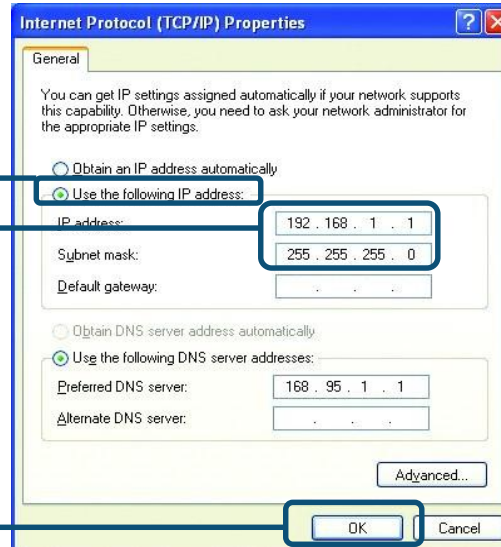 Internet Protocol (TCP/IP) Properties
General
You can get IP settings assigned automatically if your network supports
this capability. Otherwise, you need to ask your network administrator for
the appropriate IP settings.
Obtain an IP address automatically
Use the following IP address:
IP address: 192 . 168 . 1 . 1
Subnet mask: 255 . 255 . 255 . 0
Default gateway: . . .
Obtain DNS server address automatically
Use the following DNS server addresses:
Preferred DNS server: 168 . 95 . 1 . 1
Alternate DNS server: . . .
Advanced...
OK Cancel